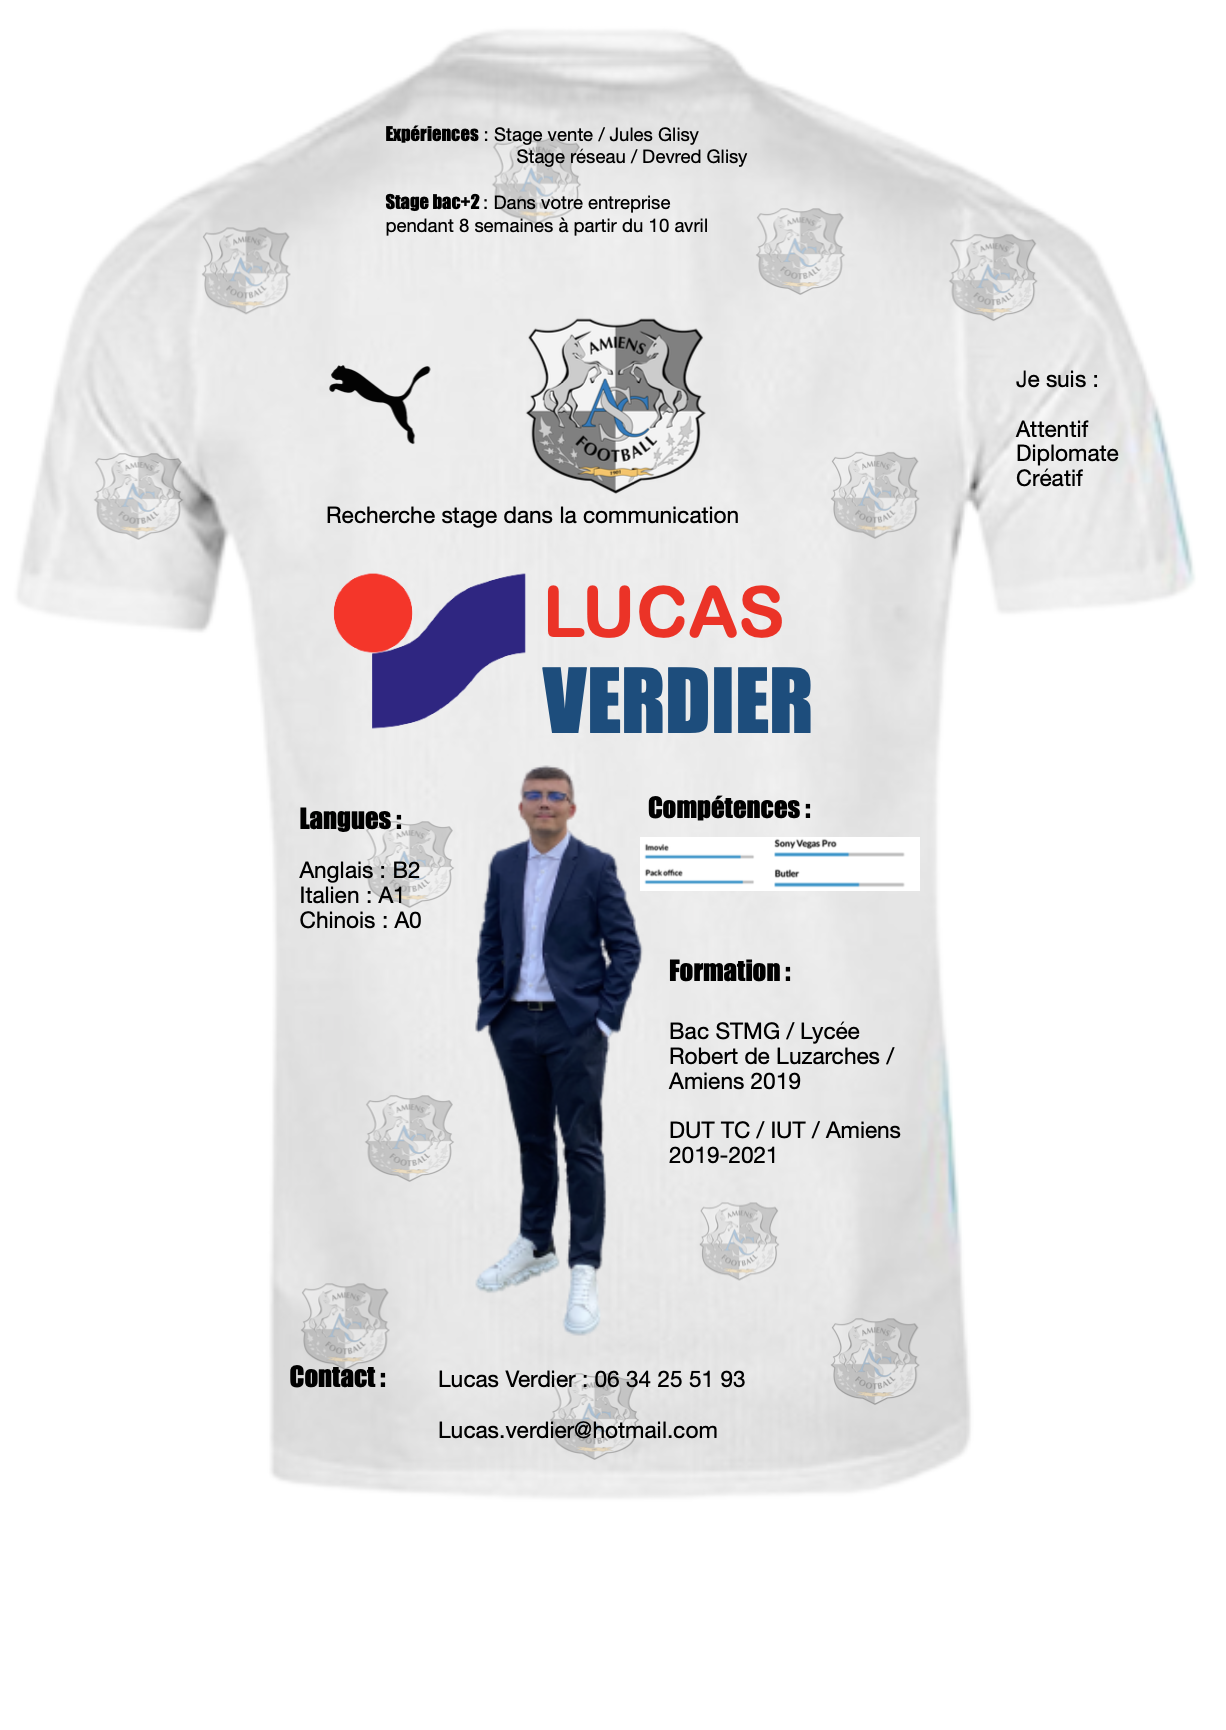 Expériences : Stage vente / Jules Glisy
Stage réseau / Devred Glisy
Stage bac+2 : Dans votre entreprise
pendant 8 semaines à partir du 10 avril
AMIENS
ASC
FOOTBALL
Je suis :
Attentif
Diplomate
Créatif
Recherche stage dans la communication
LUCAS
VERDIER
Langues :
Anglais : B2
Italien : A1
Chinois : A0
Compétences :
Imovie
Sony Vegas Pro
Pack office
Butler
Formation :
Bac STMG / Lycée
Robert de Luzarches /
Amiens 2019
DUT TC / IUT / Amiens
2019-2021
Contact :
Lucas Verdier : 06 34 25 51 93
Lucas.verdier@hotmail.com